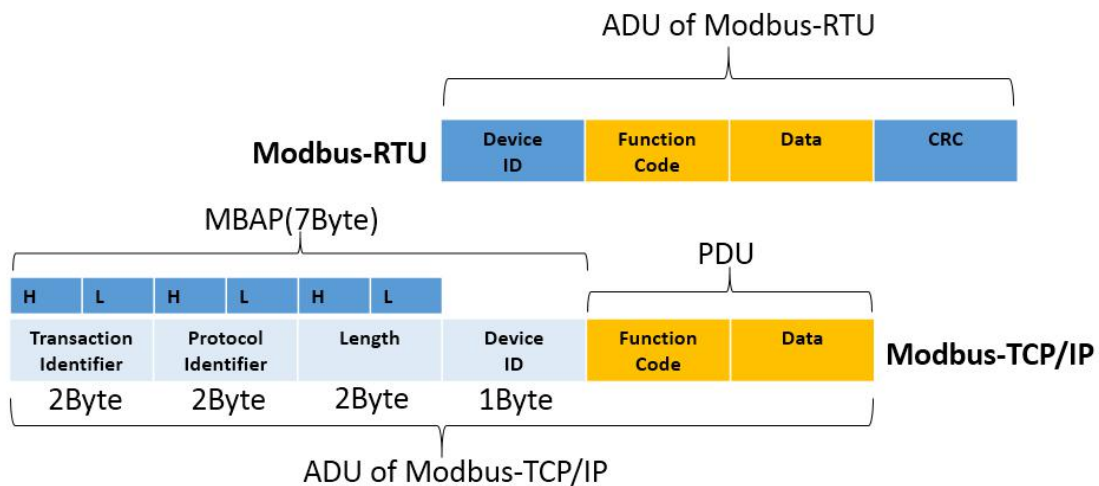 ADU of Modbus-RTU
Modbus-RTU
Device
ID
Function
Code
Data
CRC
MBAP(7Byte)
PDU
H L H L H L
Transaction
Identifier
Protocol
Identifier
Length
Device
ID
Function
Code
Data
Modbus-TCP/IP
2Byte 2Byte 2Byte 1Byte
ADU of Modbus-TCP/IP